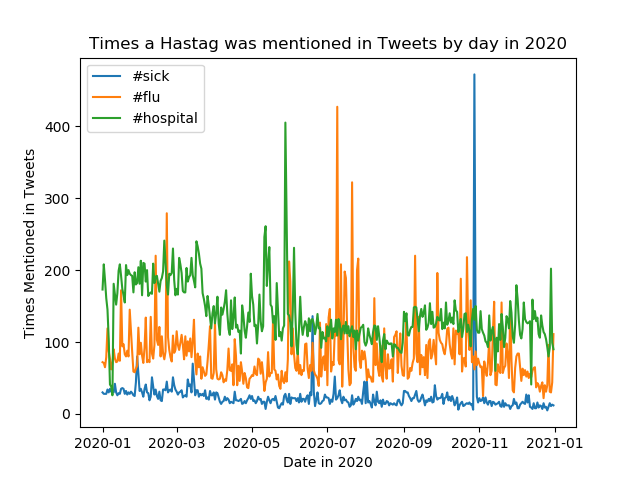 Times a Hastag was mentioned in Tweets by day in 2020
#sick
#flu
#hospital
Times Mentioned in Tweets
400
300
200
100
0
2020-01 2020-03 2020-05 2020-07 2020-09 2020-11 2021-01
Date in 2020